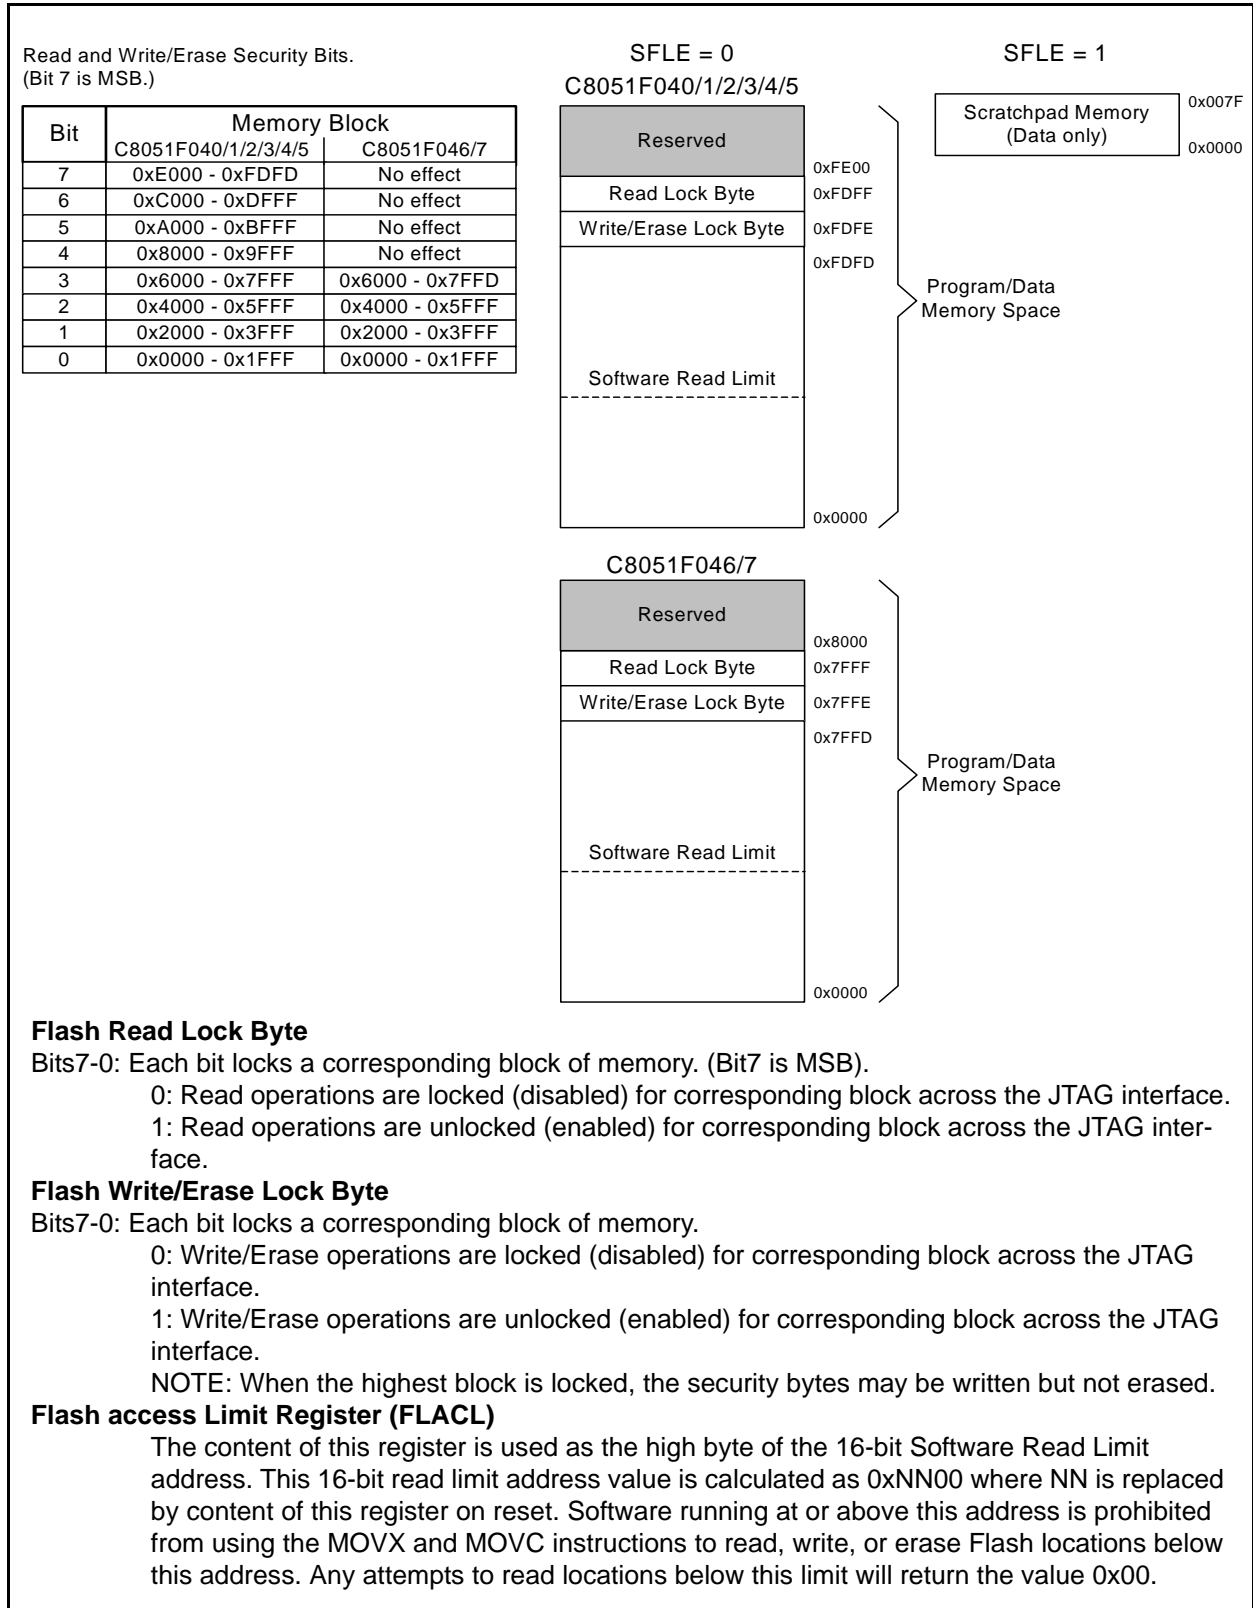 Read and Write/Erase Security Bits.
(Bit 7 is MSB.)
Bit Memory Block
C8051F040/1/2/3/4/5 C8051F046/7
7 0xE000 - 0xFDFD No effect
6 0xC000 - 0xDFFF No effect
5 0xA000 - 0xBFFF No effect
4 0x8000 - 0x9FFF No effect
3 0x6000 - 0x7FFF 0x6000 - 0x7FFD
2 0x4000 - 0x5FFF 0x4000 - 0x5FFF
1 0x2000 - 0x3FFF 0x2000 - 0x3FFF
0 0x0000 - 0x1FFF 0x0000 - 0x1FFF
SFLE = 0
C8051F040/1/2/3/4/5
Reserved
0xFE00
Read Lock Byte 0xFDFF
Write/Erase Lock Byte 0xFDFE
0xFDFD
Program/Data
Memory Space
Software Read Limit
0x0000
SFLE = 1
Scratchpad Memory
(Data only)
0x007F
0x0000
C8051F046/7
Reserved
0x8000
Read Lock Byte 0x7FFF
Write/Erase Lock Byte 0x7FFE
0x7FFD
Program/Data
Memory Space
Software Read Limit
0x0000
Flash Read Lock Byte
Bits7-0: Each bit locks a corresponding block of memory. (Bit7 is MSB).
0: Read operations are locked (disabled) for corresponding block across the JTAG interface.
1: Read operations are unlocked (enabled) for corresponding block across the JTAG inter-
face.
Flash Write/Erase Lock Byte
Bits7-0: Each bit locks a corresponding block of memory.
0: Write/Erase operations are locked (disabled) for corresponding block across the JTAG
interface.
1: Write/Erase operations are unlocked (enabled) for corresponding block across the JTAG
interface.
NOTE: When the highest block is locked, the security bytes may be written but not erased.
Flash access Limit Register (FLACL)
The content of this register is used as the high byte of the 16-bit Software Read Limit
address. This 16-bit read limit address value is calculated as 0xNN00 where NN is replaced
by content of this register on reset. Software running at or above this address is prohibited
from using the MOVX and MOVC instructions to read, write, or erase Flash locations below
this address. Any attempts to read locations below this limit will return the value 0x00.